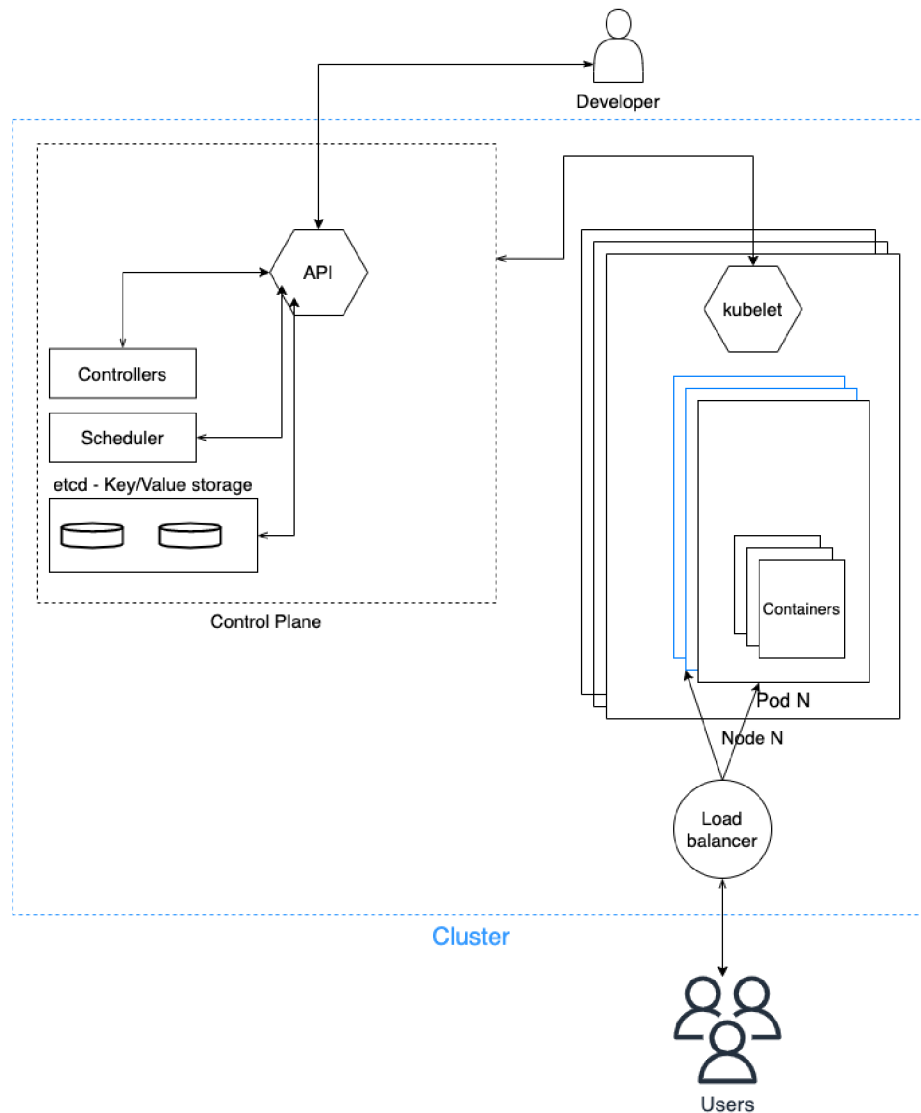 Developer
API
kubelet
Controllers
Scheduler
etcd - Key/Value storage
Containers
Control Plane
Pod N
Node N
Load
balancer
Cluster
Users